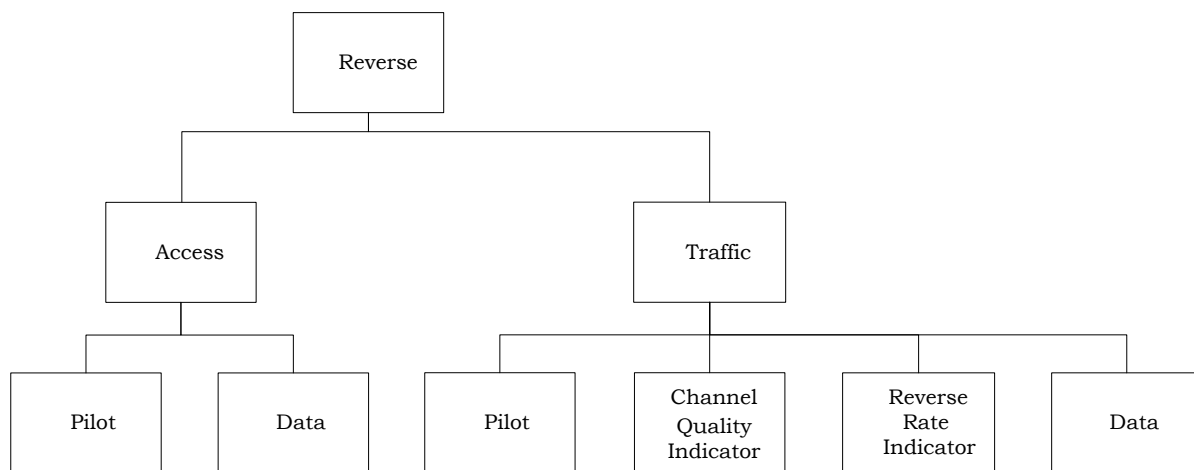 Reverse
Access
Traffic
Pilot
Data
Pilot
Channel
Quality
Indicator
Reverse
Rate
Indicator
Data